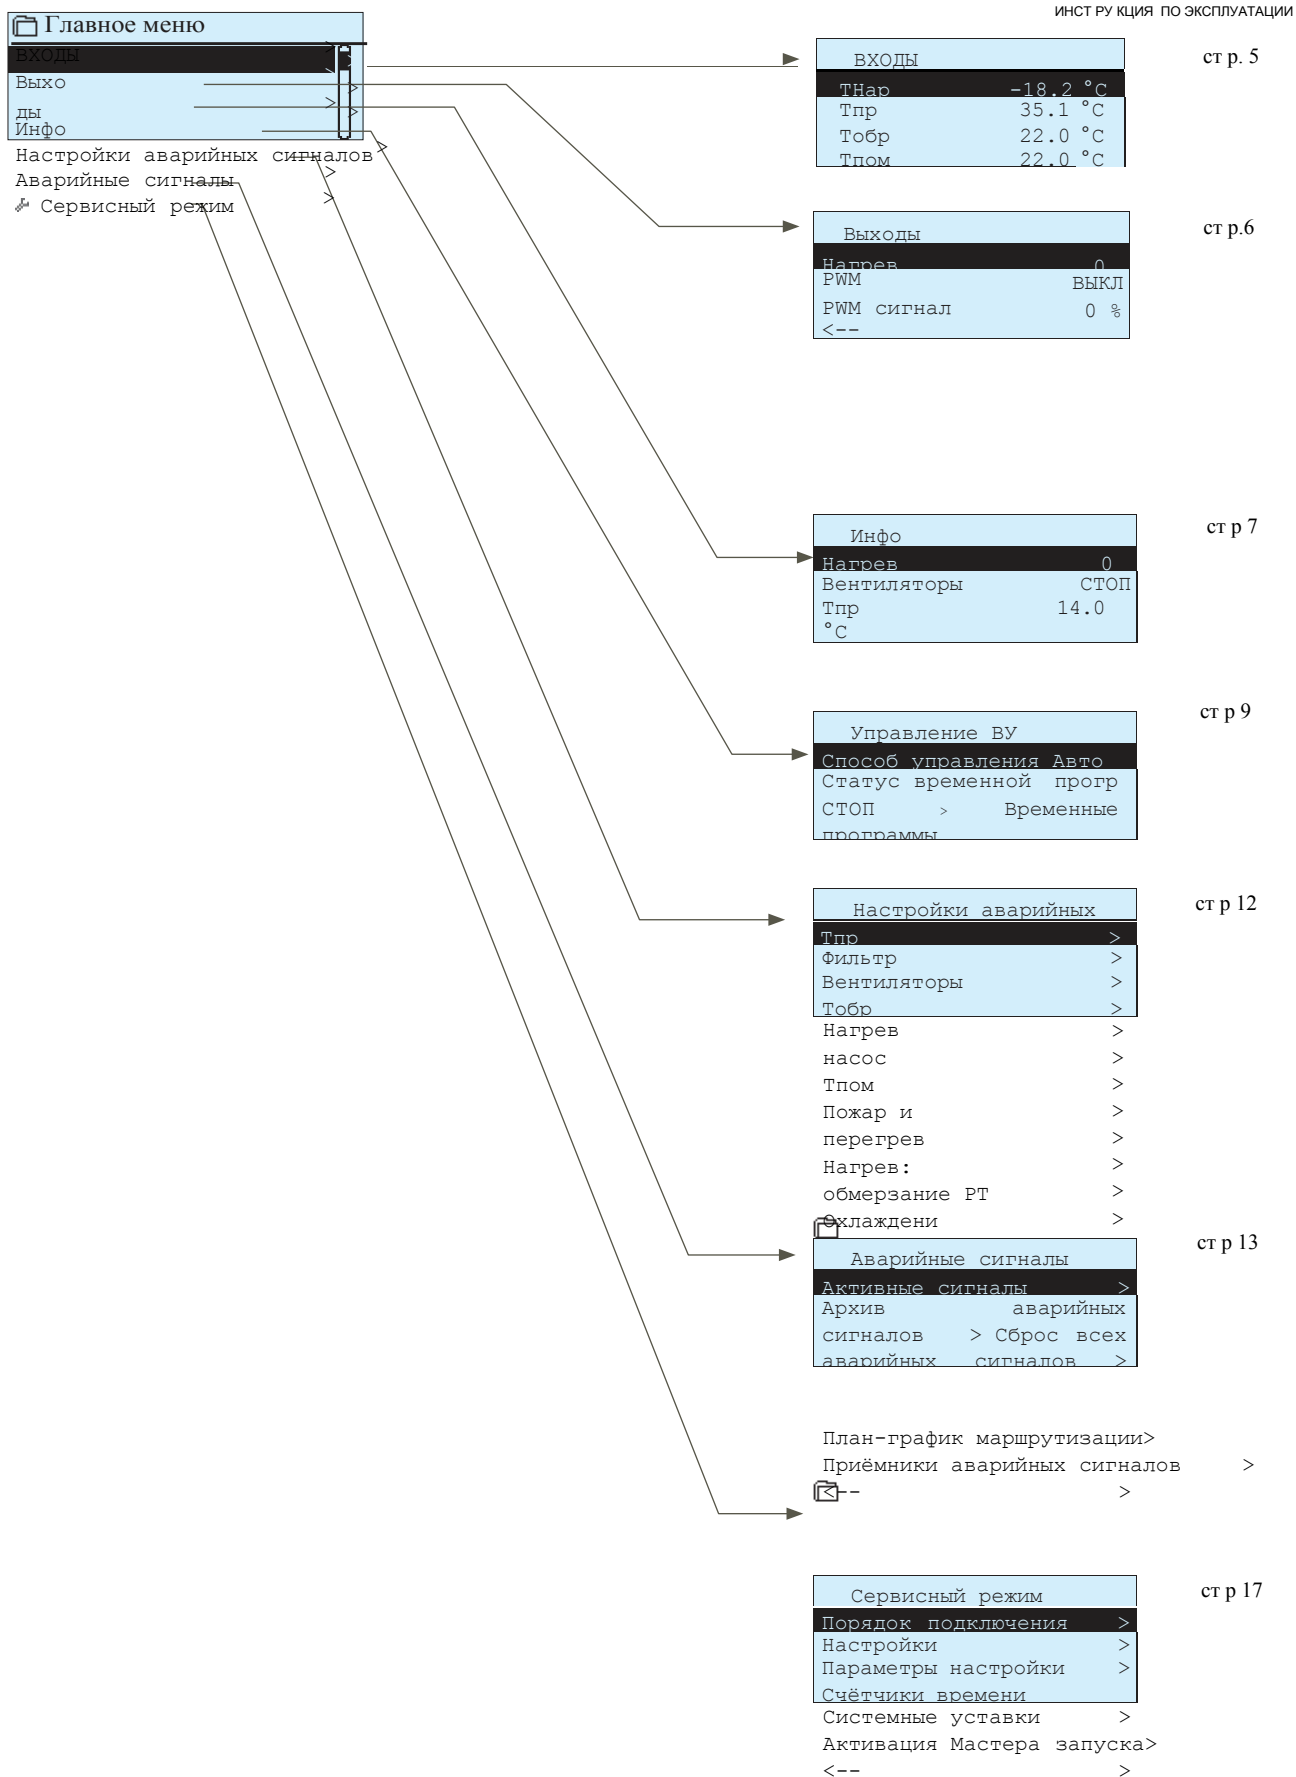 ИНСТ РУ КЦИЯ ПО ЭКСПЛУАТАЦИИ
Главное меню
ВХОДЫ >
Выхо >
ды >
Инфо
Настройки аварийных сигналов >
Аварийные сигналы >
Сервисный режим >
ВХОДЫ
ст р. 5
ТНар -18.2 °C
Тпр 35.1 °C
Тобр 22.0 °C
Тпом 22.0 °C
Выходы
ст р.6
Нагрев 0
PWM ВЫКЛ
PWM сигнал 0 %
<--
Инфо
ст р 7
Нагрев 0
Вентиляторы СТОП
Тпр 14.0
°C
Управление ВУ
ст р 9
Способ управления Авто
Статус временной прогр
СТОП > Временные
программы
Настройки аварийных
ст р 12
Тпр >
Фильтр >
Вентиляторы >
Тобр >
Нагрев >
насос >
Тпом >
Пожар и >
перегрев >
Нагрев: >
обмерзание РТ >
Охлаждени >
Аварийные сигналы
ст р 13
Активные сигналы >
Архив аварийных
сигналов > Сброс всех
аварийных сигналов >
План-график маршрутизации>
Приёмники аварийных сигналов >
<-- >
Сервисный режим
ст р 17
Порядок подключения >
Настройки >
Параметры настройки >
Счётчики времени
Системные уставки >
Активация Мастера запуска>
<-- >